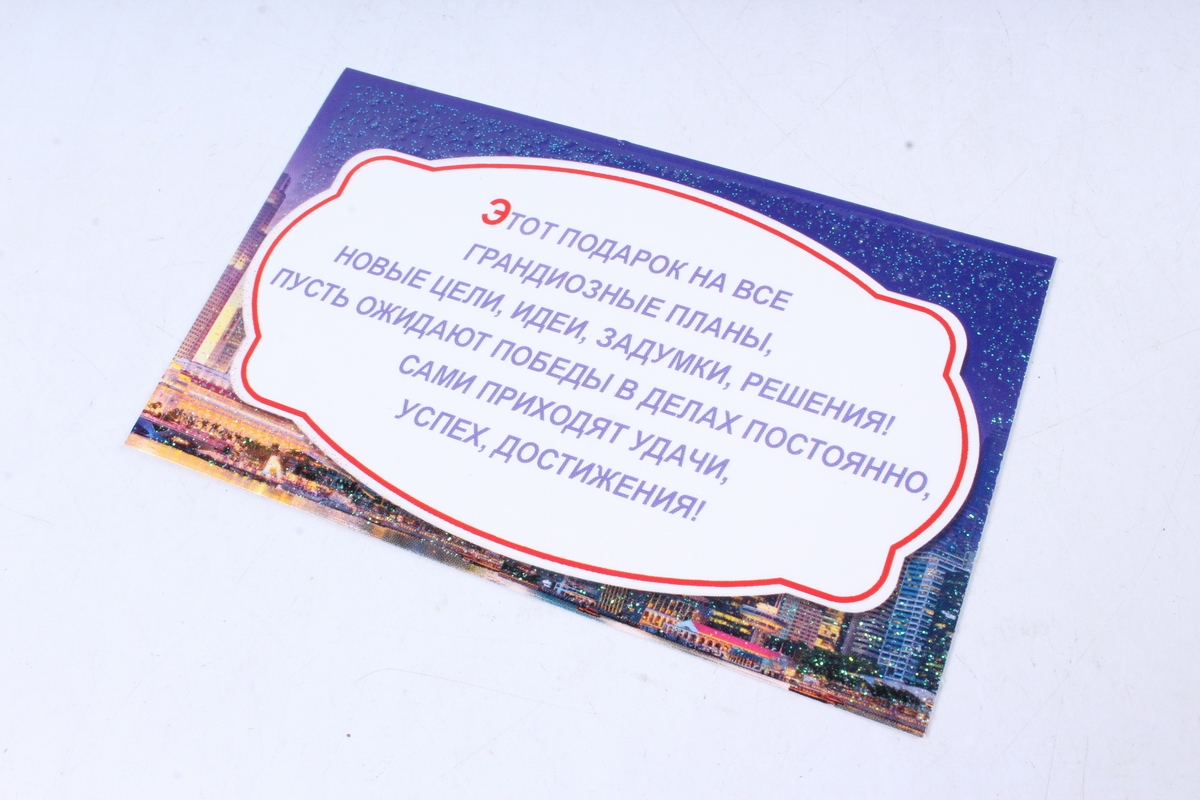 ЭТОТ ПОДАРОК НА ВСЕ
ГРАНДИОЗНЫЕ ПЛАНЫ,
НОВЫЕ ЦЕЛИ, ИДЕИ, ЗАДУМКИ, РЕШЕНИЯ!
ПУСТЬ ОЖИДАЮТ ПОБЕДЫ В ДЕЛАХ ПОСТОЯННО,
САМИ ПРИХОДЯТ УДАЧИ,
УСПЕХ, ДОСТИЖЕНИЯ!